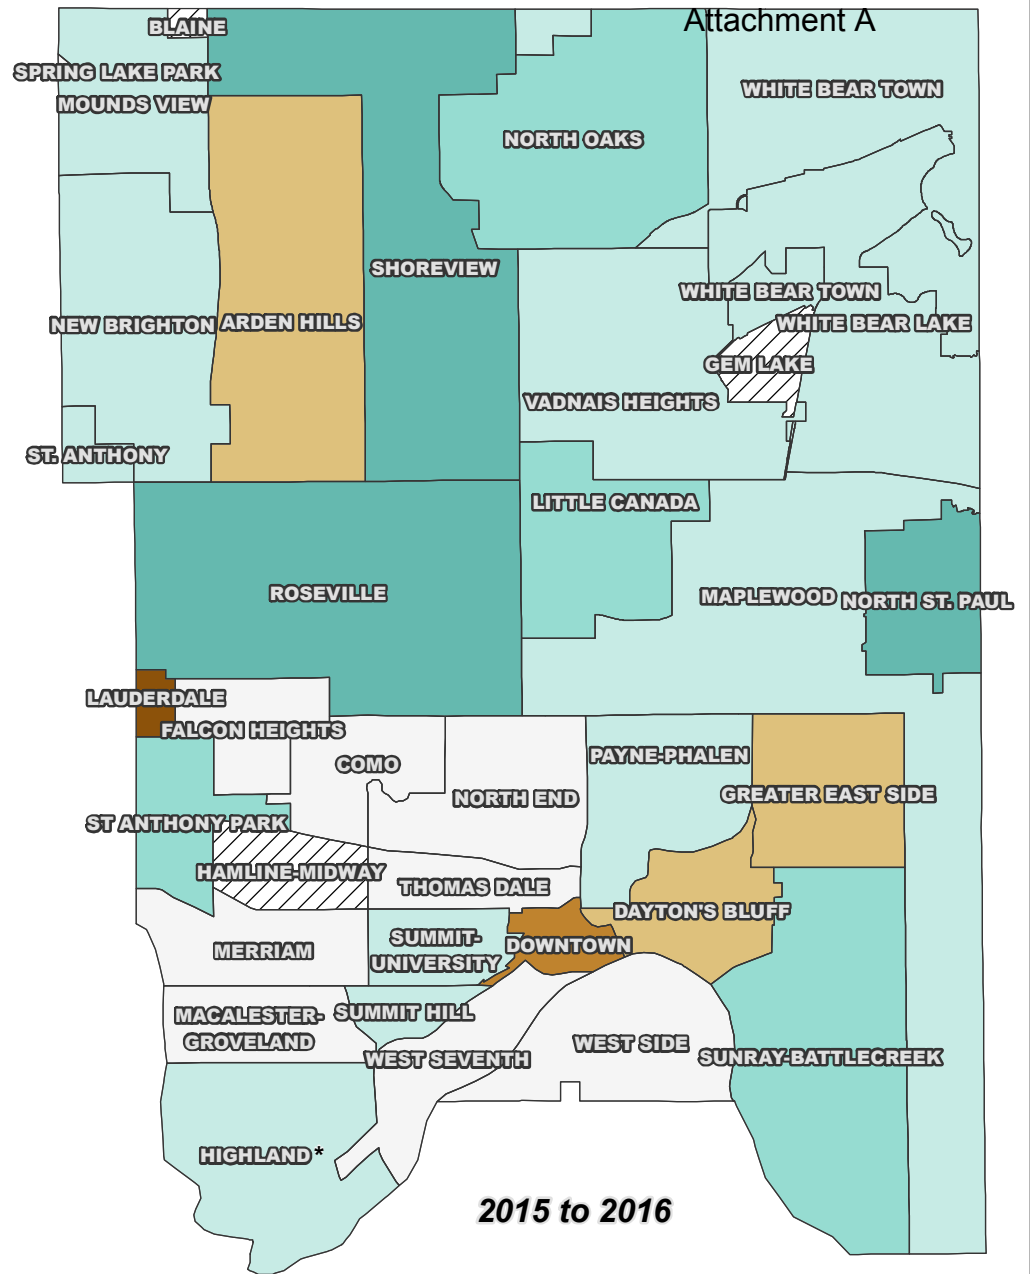 Attachment A
BLAINE
SPRING LAKE PARK
WHITE BEAR TOWN
MOUNDS VIEW
NORTH OAKS
SHOREVIEW
WHITE BEAR TOWN
NEW BRIGHTON
ARDEN HILLS
WHITE BEAR LAKE
GEM LAKE
VADNAIS HEIGHTS
ST. ANTHONY
LITTLE CANADA
ROSEVILLE
MAPLEWOOD
NORTH ST. PAUL
LAUDERDALE
FALCON HEIGHTS
PAYNE-PHALEN
COMO
GREATER EAST SIDE
NORTH END
ST ANTHONY PARK
HAMLINE-MIDWAY
THOMAS DALE
DAYTON'S BLUFF
SUMMIT-
UNIVERSITY
DOWNTOWN
MERRIAM
MACALESTER-
GROVELAND
SUMMIT HILL
WEST SIDE
WEST SEVENTH
SUNRAY-BATTLECREEK
HIGHLAND*
2015 to 2016